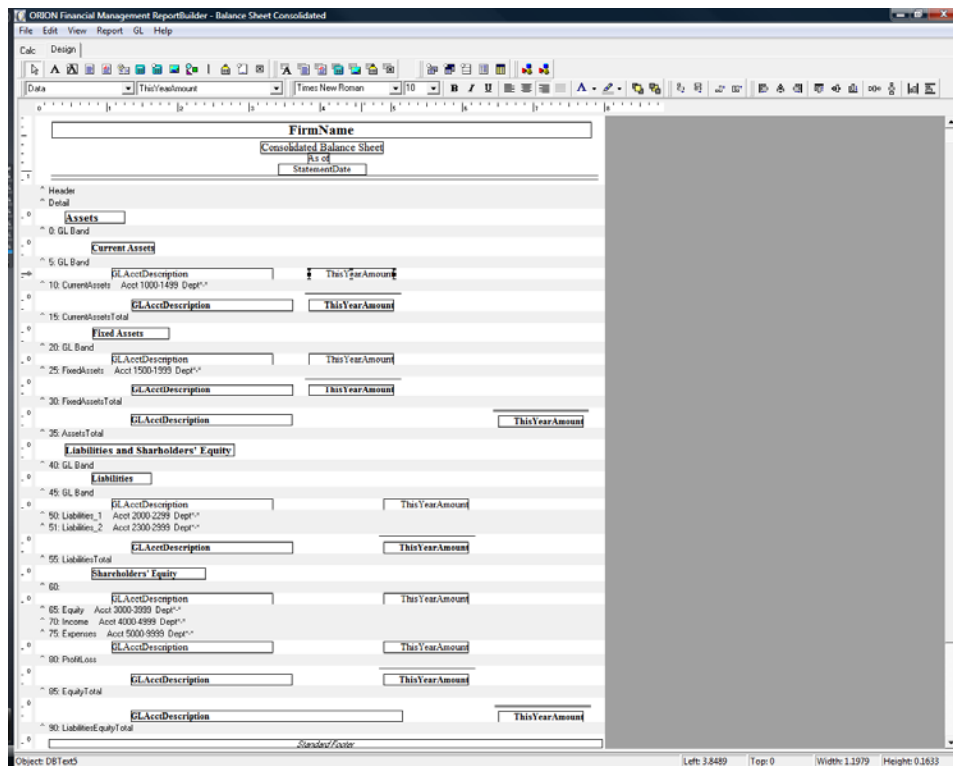 ORION Financial Management ReportBuilder - Balance Sheet Consolidated
File Edit View Report GL Help
Calc Design
Data ThisYearAmount Times New Roman 10 B I U
FirmName
Consolidated Balance Sheet
As of
StatementDate
^ Header
^ Detail
Assets
^ 0: GL Band
Current Assets
^ 5: GL Band
GLAcctDescription ThisYearAmount
^ 10: CurrentAssets Acct 1000-1499 Dept*-*
GLAcctDescription ThisYearAmount
^ 15: CurrentAssetsTotal
Fixed Assets
^ 20: GL Band
GLAcctDescription ThisYearAmount
^ 25: FixedAssets Acct 1500-1999 Dept*-*
GLAcctDescription ThisYearAmount
^ 30: FixedAssetsTotal
GLAcctDescription ThisYearAmount
^ 35: AssetsTotal
Liabilities and Sharholders' Equity
^ 40: GL Band
Liabilities
^ 45: GL Band
GLAcctDescription ThisYearAmount
^ 50: Liabilities_1 Acct 2000-2299 Dept*-*
^ 51: Liabilities_2 Acct 2300-2999 Dept*-*
GLAcctDescription ThisYearAmount
^ 55: LiabilitiesTotal
Shareholders' Equity
^ 60:
GLAcctDescription ThisYearAmount
^ 65: Equity Acct 3000-3999 Dept*-*
^ 70: Income Acct 4000-4999 Dept*-*
^ 75: Expenses Acct 5000-9999 Dept*-*
GLAcctDescription ThisYearAmount
^ 80: ProfitLoss
GLAcctDescription ThisYearAmount
^ 85: EquityTotal
GLAcctDescription ThisYearAmount
^ 90: LiabilitiesEquityTotal
Standard Footer
Object: DBText5 Left: 3.8489 Top: 0 Width: 1.1979 Height: 0.1633